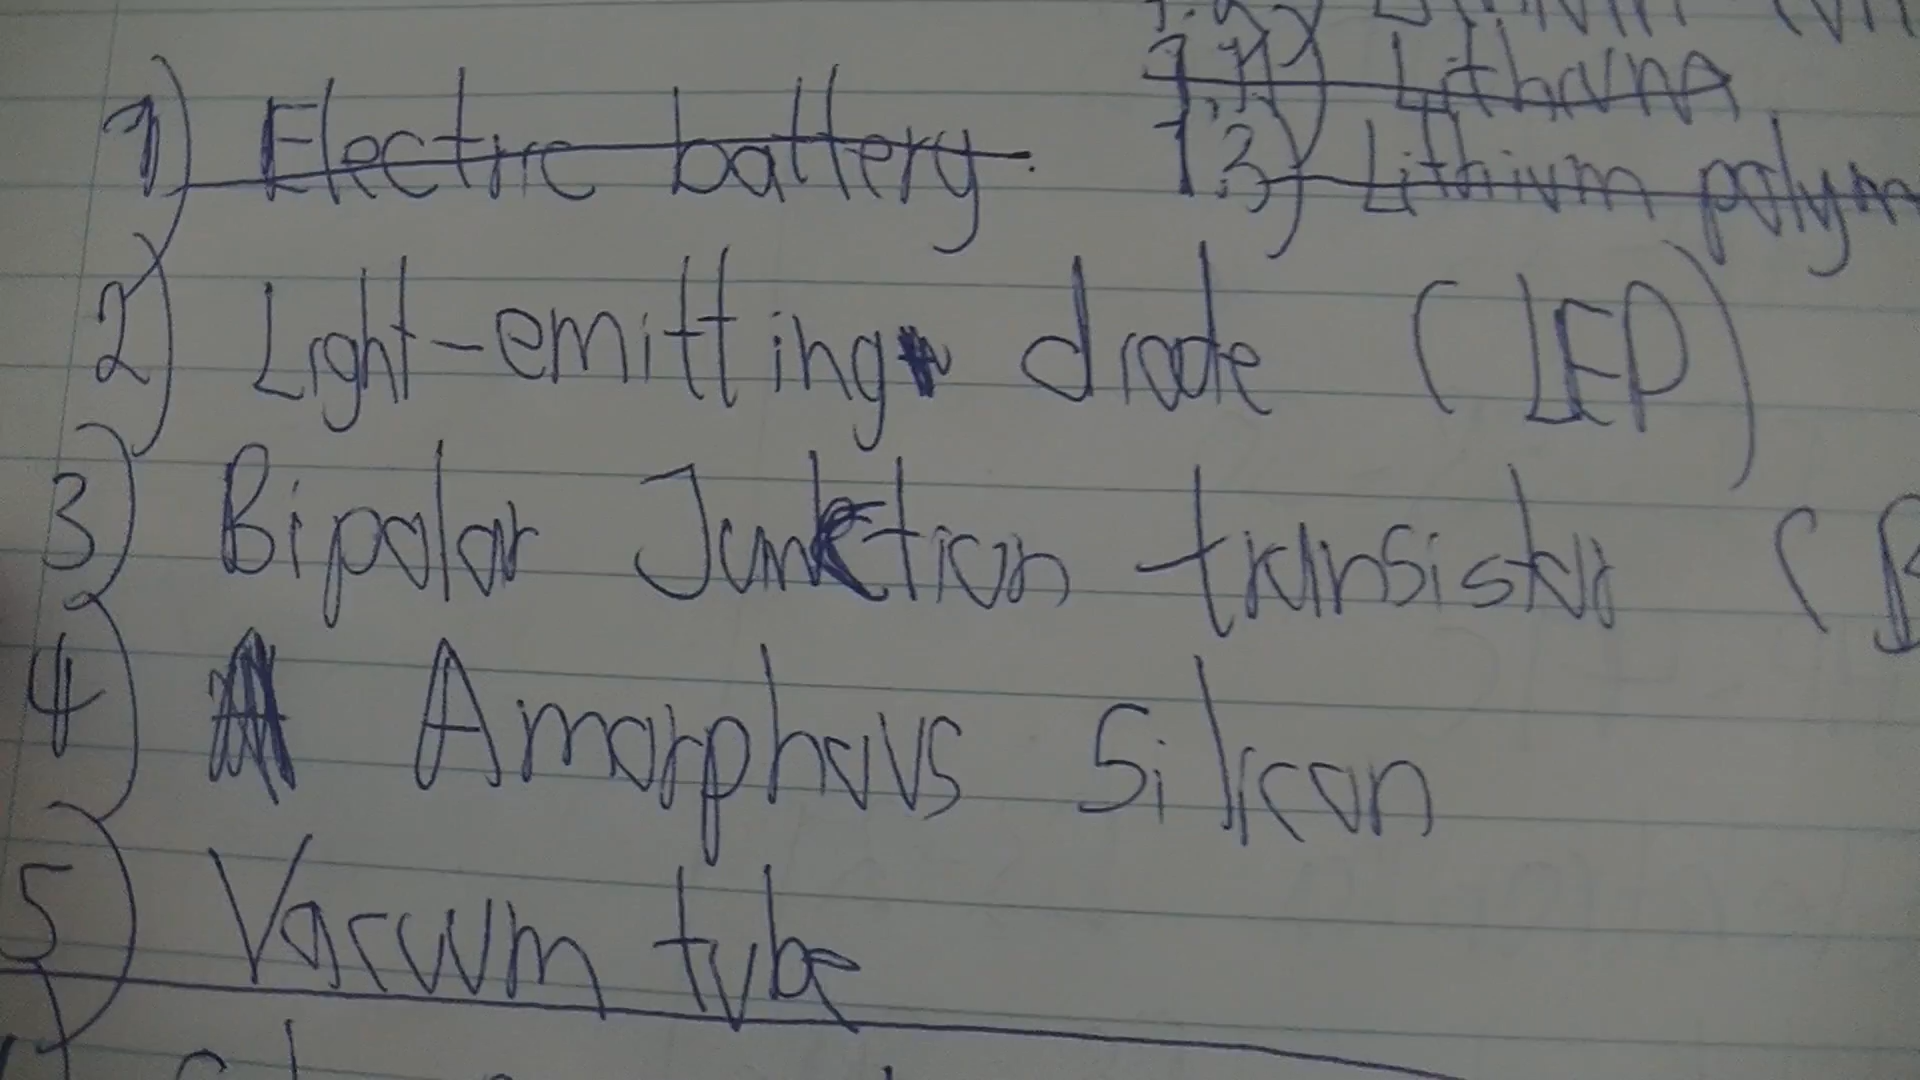 1) Electric battery.
2) Light-emitting diode (LED)
3) Bipolar Junction transistor (B
4) Amorphous Silicon
5) Vacuum tube
1.3) Lithium polym